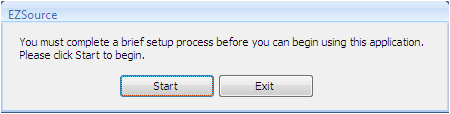 EZSource
You must complete a brief setup process before you can begin using this application.
Please click Start to begin.
Start
Exit